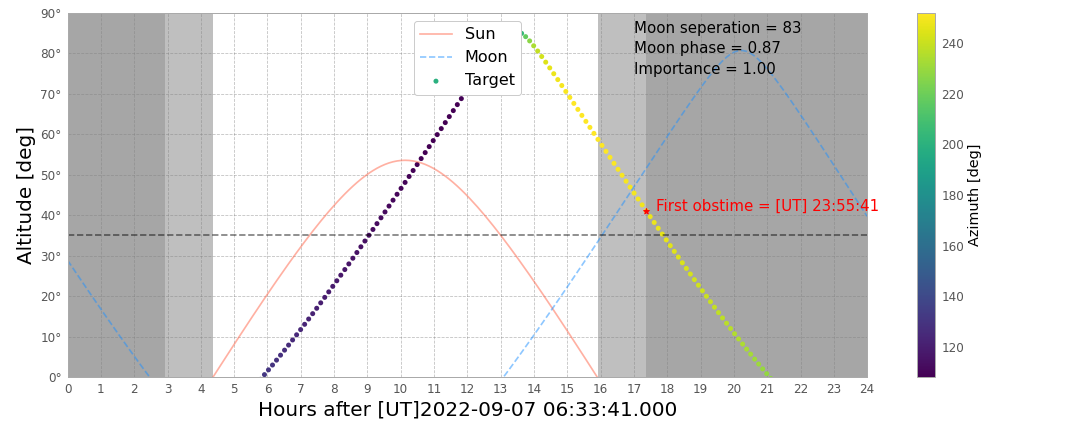 90°
80°
70°
60°
50°
40°
30°
20°
10°
0°
Altitude [deg]
Sun
Moon
Target
Moon seperation = 83
Moon phase = 0.87
Importance = 1.00
First obstime = [UT] 23:55:41
0 1 2 3 4 5 6 7 8 9 10 11 12 13 14 15 16 17 18 19 20 21 22 23 24
Hours after [UT]2022-09-07 06:33:41.000
240
220
200
180
160
140
120
Azimuth [deg]